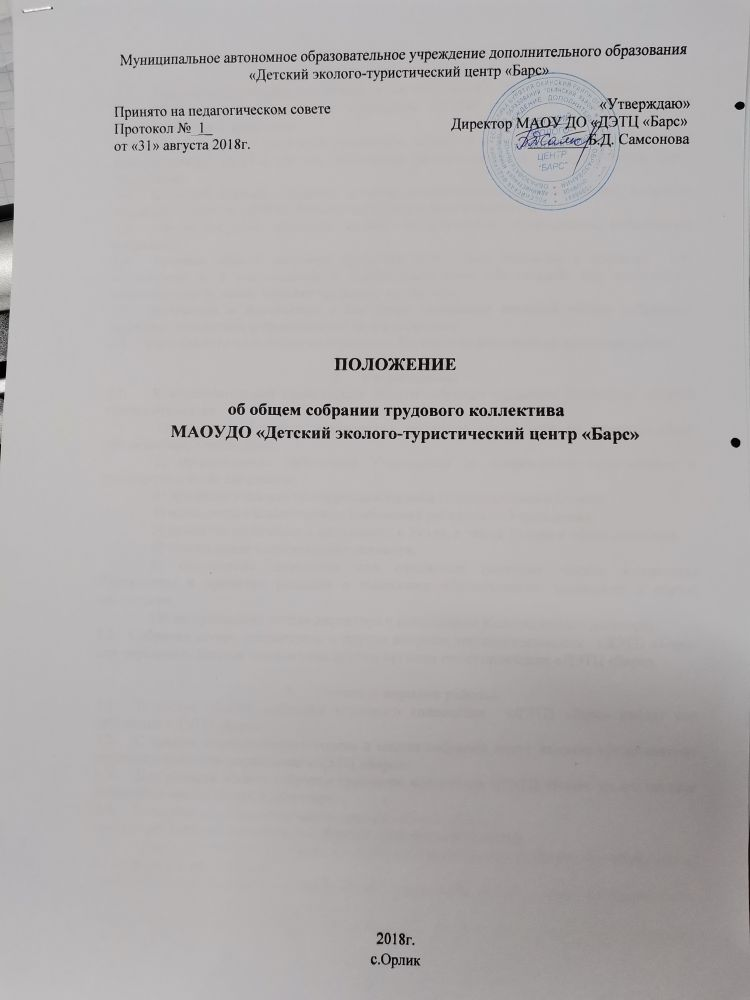 Муниципальное автономное образовательное учреждение дополнительного образования
«Детский эколого-туристический центр «Барс»
Принято на педагогическом совете
Протокол № 1
от «31» августа 2018г.
«Утверждаю»
Директор МАОУ ДО «ДЭТЦ «Барс»
Б.Д. Самсонова
ЦЕНТР
"БАРС"
ПОЛОЖЕНИЕ
об общем собрании трудового коллектива
МАОУДО «Детский эколого-туристический центр «Барс»
2018г.
с.Орлик